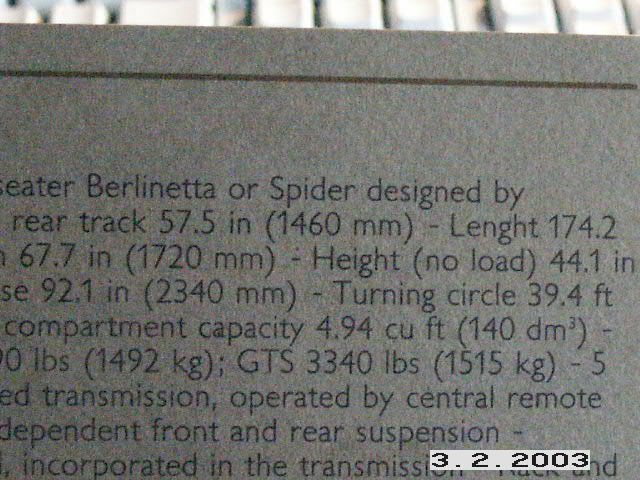 seater Berlinetta or Spider designed by
rear track 57.5 in (1460 mm) - Lenght 174.2
67.7 in (1720 mm) - Height (no load) 44.1 in
se 92.1 in (2340 mm) - Turning circle 39.4 ft
compartment capacity 4.94 cu ft (140 dm³) -
90 lbs (1492 kg); GTS 3340 lbs (1515 kg) - 5
ed transmission, operated by central remote
dependent front and rear suspension -
, incorporated in the transmission - Rack and
3.2.2003